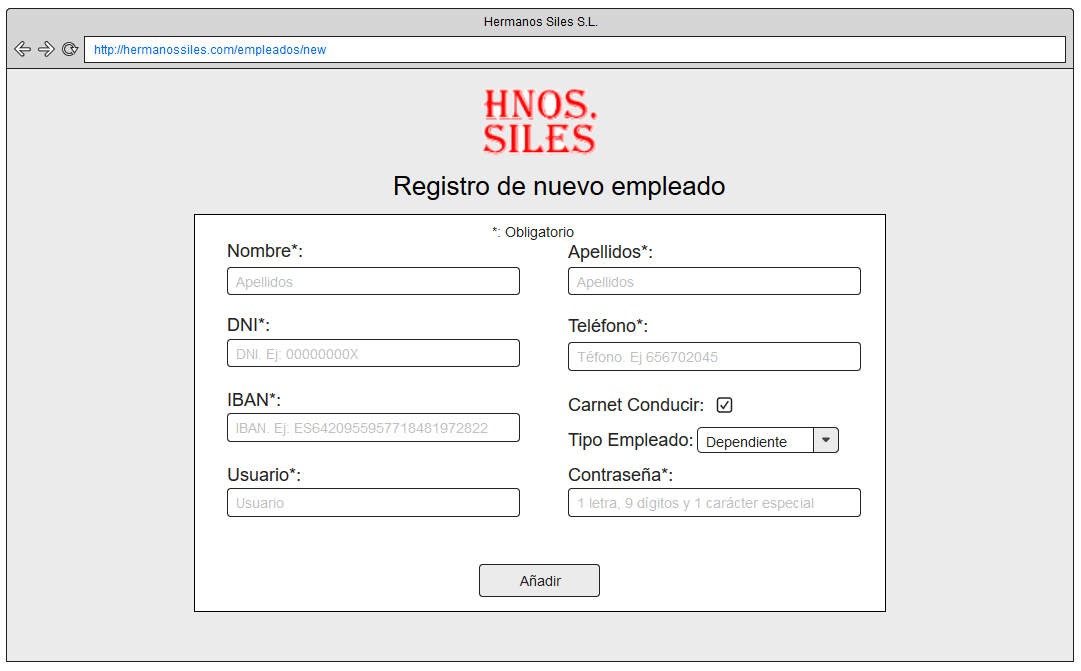 Hermanos Siles S.L.
http://hermanossiles.com/empleados/new
HNOS.
SILES
Registro de nuevo empleado
*: Obligatorio
Nombre*:
Apellidos
Apellidos*:
Apellidos
DNI*:
DNI. Ej: 00000000X
Teléfono*:
Téfono. Ej 656702045
IBAN*:
IBAN. Ej: ES6420955957718481972822
Carnet Conducir:
Tipo Empleado: Dependiente
Usuario*:
Usuario
Contraseña*:
1 letra, 9 dígitos y 1 carácter especial
Añadir